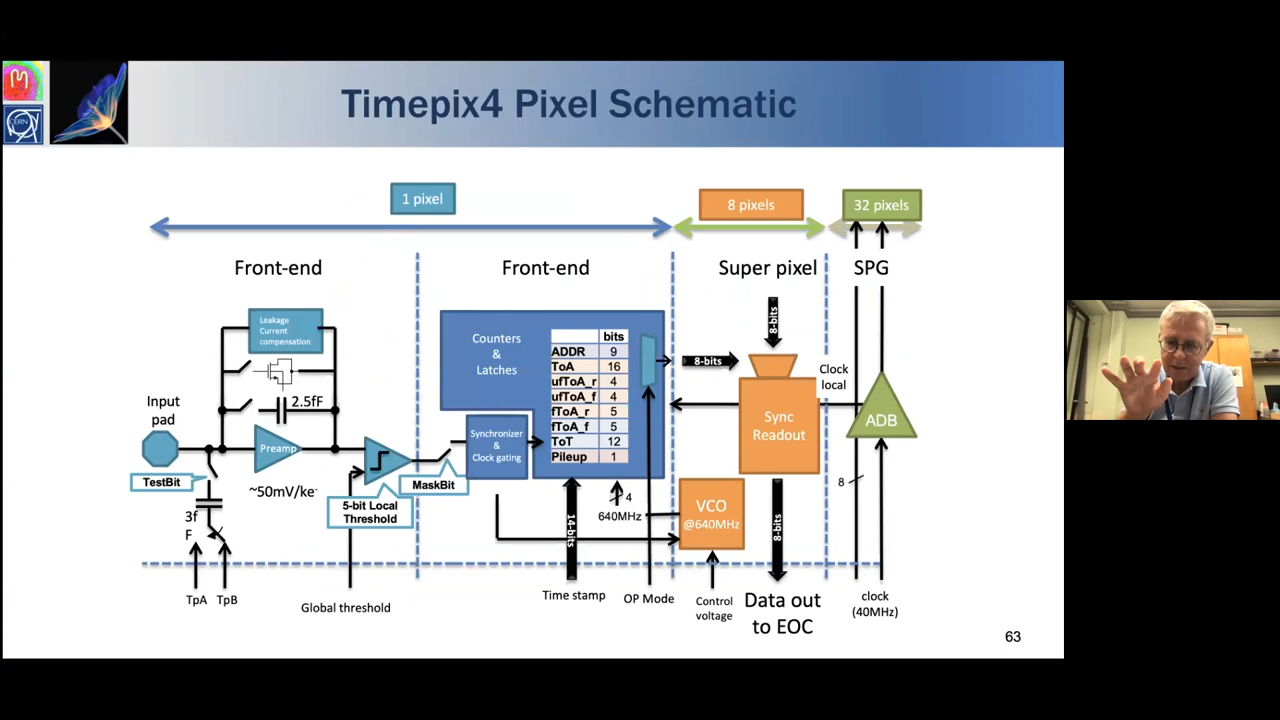 Timepix4 Pixel Schematic
M
CERN
1 pixel
8 pixels
32 pixels
Front-end
Front-end
Super pixel
SPG
Leakage
Current
compensation
2.5fF
Input
pad
Preamp
TestBit
~50mV/ke-
3f
F
5-bit Local
Threshold
MaskBit
TpA
TpB
Global threshold
Counters
&
Latches
bits
ADDR 9
ToA 16
ufToA_r 4
ufToA_f 4
fToA_r 5
fToA_f 5
ToT 12
Pileup 1
Synchronizer
&
Clock gating
4
640MHz
14-bits
Time stamp
OP Mode
8-bits
8-bits
Sync
Readout
VCO
@640MHz
8-bits
Control
voltage
Data out
to EOC
Clock
local
ADB
8
clock
(40MHz)
63